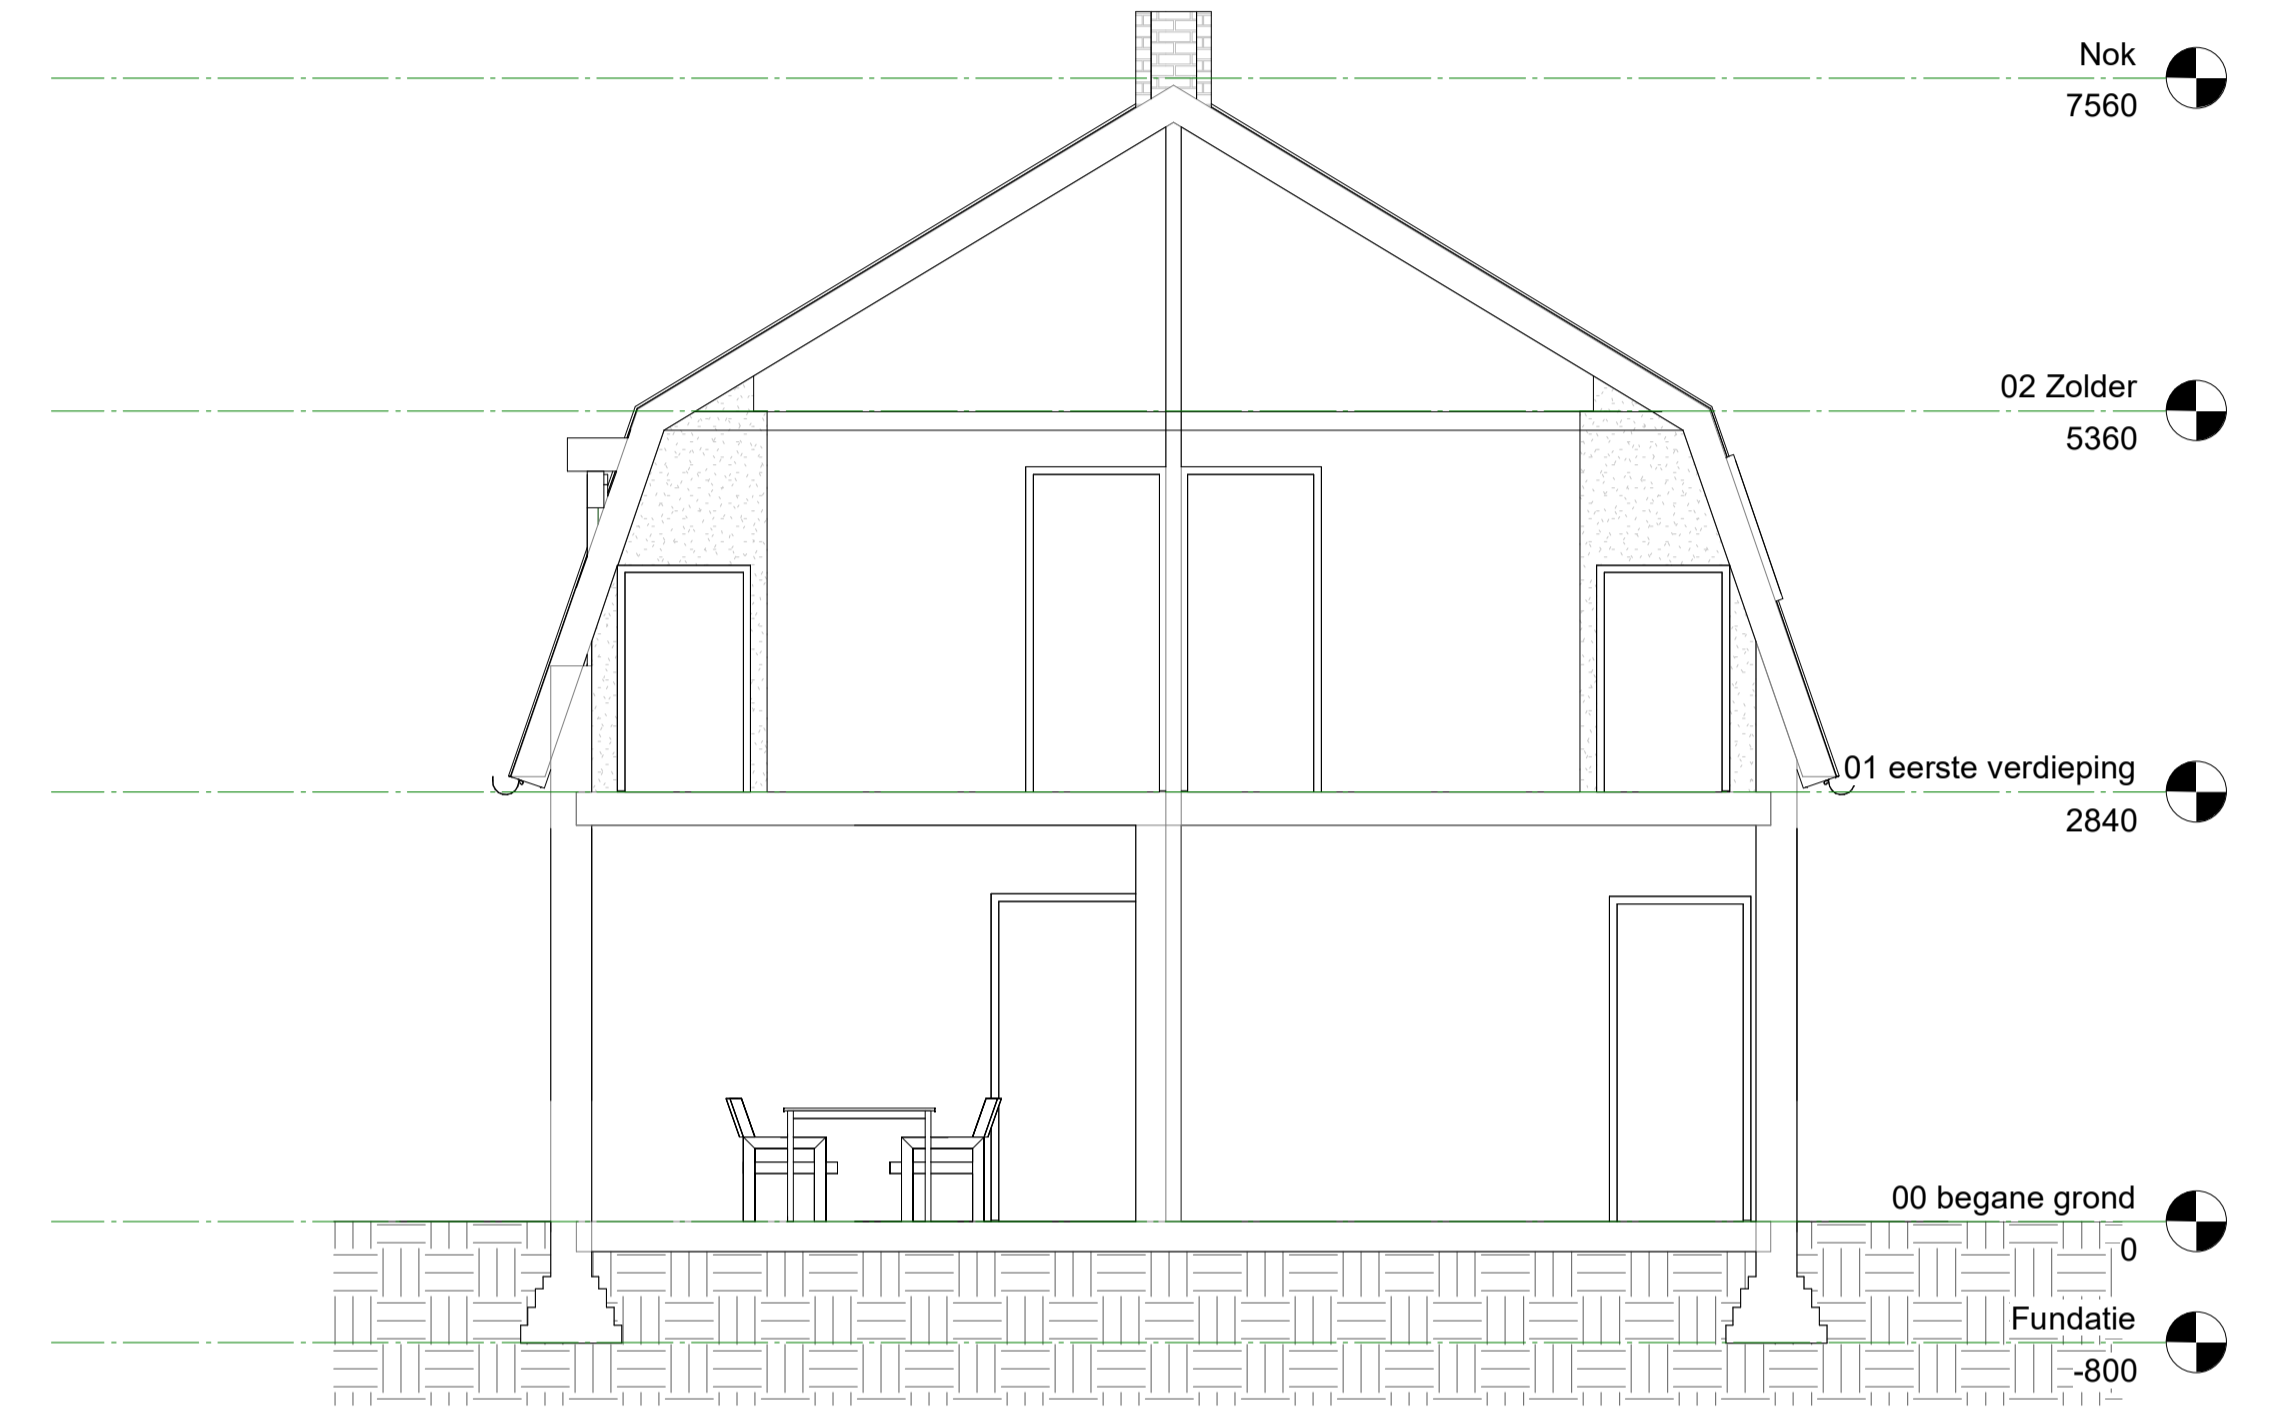 Nok
7560
02 Zolder
5360
01 eerste verdieping
2840
00 begane grond
0
Fundatie
-800